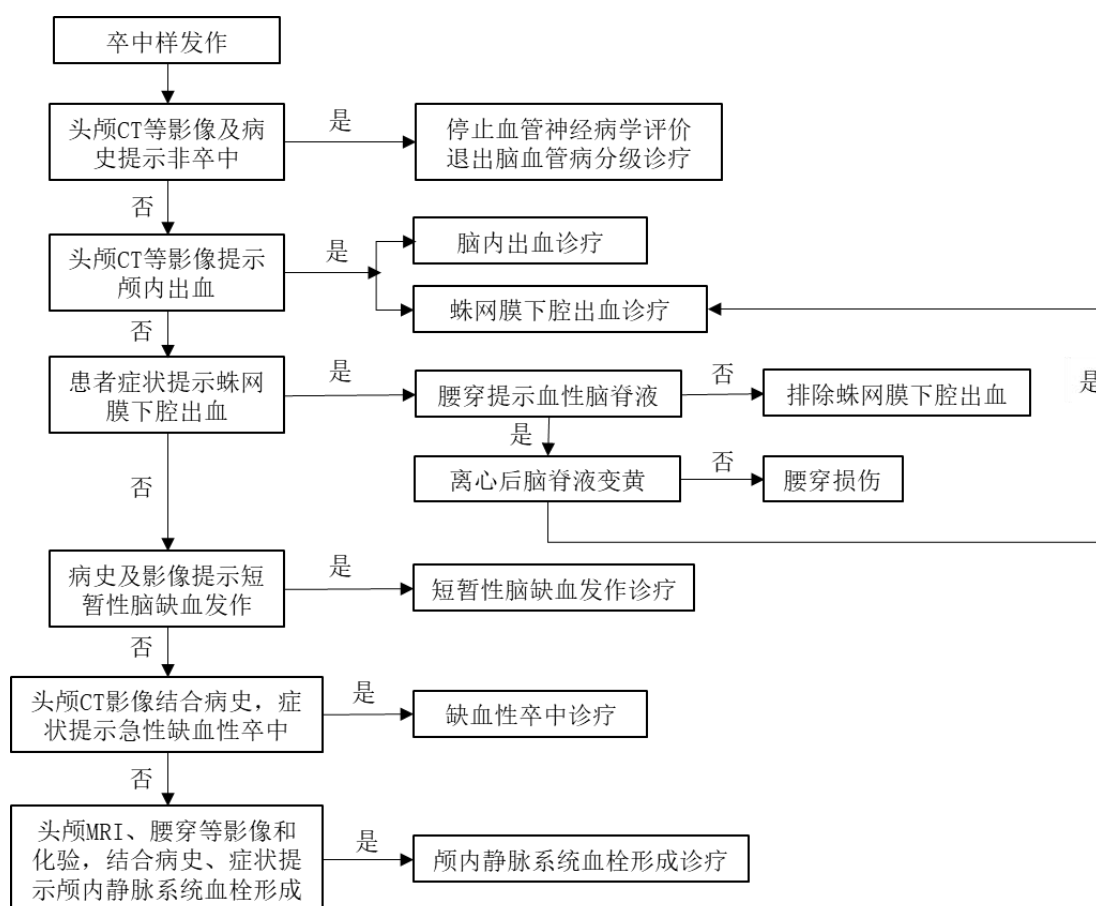 卒中样发作
头颅CT等影像及病
史提示非卒中
是
停止血管神经病学评价
退出脑血管病分级诊疗
否
头颅CT等影像提示
颅内出血
是
脑内出血诊疗
蛛网膜下腔出血诊疗
否
患者症状提示蛛网
膜下腔出血
是
腰穿提示血性脑脊液
否
排除蛛网膜下腔出血
是
是
离心后脑脊液变黄
否
腰穿损伤
否
病史及影像提示短
暂性脑缺血发作
是
短暂性脑缺血发作诊疗
否
头颅CT影像结合病史，症
状提示急性缺血性卒中
是
缺血性卒中诊疗
否
头颅MRI、腰穿等影像和
化验，结合病史、症状提
示颅内静脉系统血栓形成
是
颅内静脉系统血栓形成诊疗